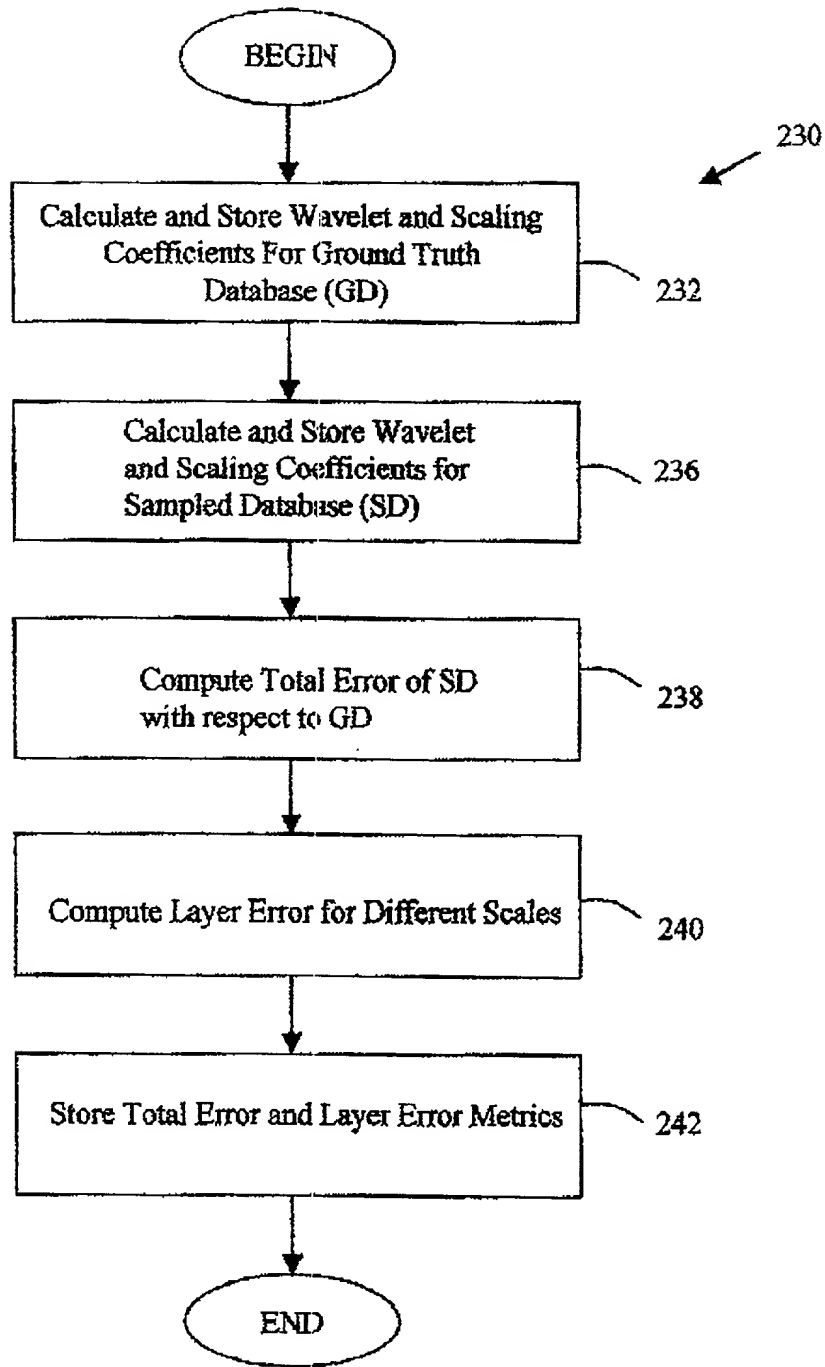 BEGIN
230
Calculate and Store Wavelet and Scaling
Coefficients For Ground Truth
Database (GD)
232
Calculate and Store Wavelet
and Scaling Coefficients for
Sampled Database (SD)
236
Compute Total Error of SD
with respect to GD
238
Compute Layer Error for Different Scales
240
Store Total Error and Layer Error Metrics
242
END